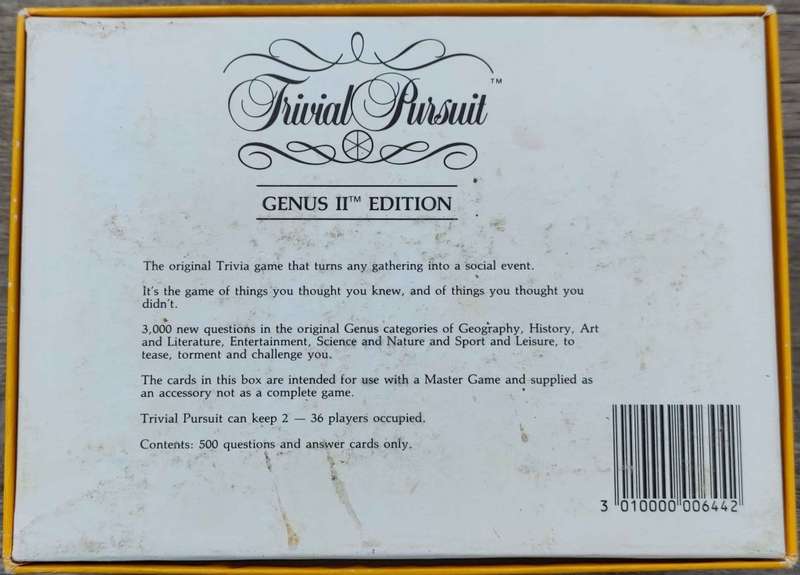 Trivial Pursuit™
GENUS II™ EDITION
The original Trivia game that turns any gathering into a social event.
It's the game of things you thought you knew, and of things you thought you
didn't.
3,000 new questions in the original Genus categories of Geography, History, Art
and Literature, Entertainment, Science and Nature and Sport and Leisure, to
tease, torment and challenge you.
The cards in this box are intended for use with a Master Game and supplied as
an accessory not as a complete game.
Trivial Pursuit can keep 2 — 36 players occupied.
Contents: 500 questions and answer cards only.
3 010000 006442